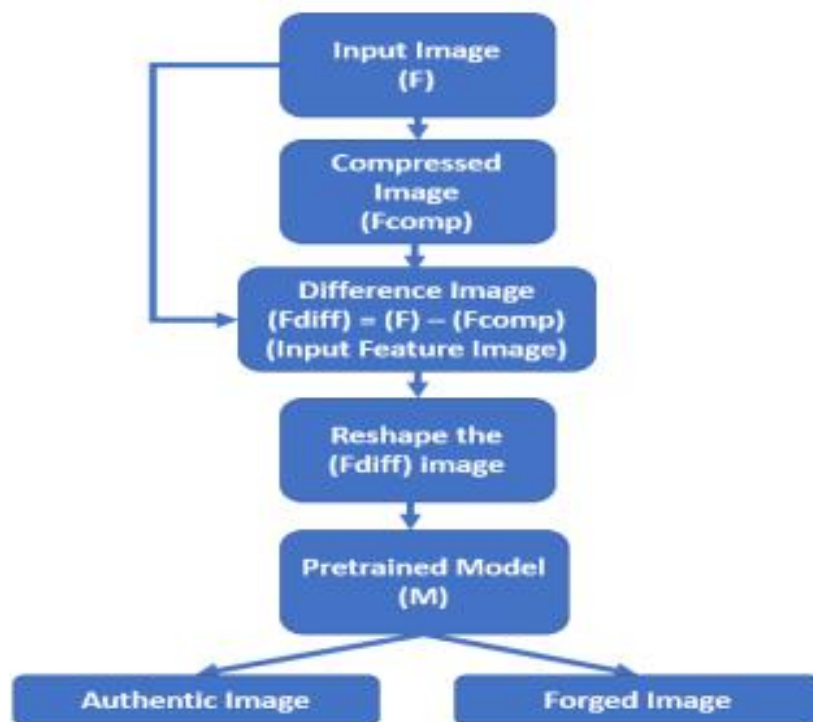 Input Image
(F)
Compressed
Image
(Fcomp)
Difference Image
(Fdiff) = (F) – (Fcomp)
(Input Feature Image)
Reshape the
(Fdiff) image
Pretrained Model
(M)
Authentic Image
Forged Image